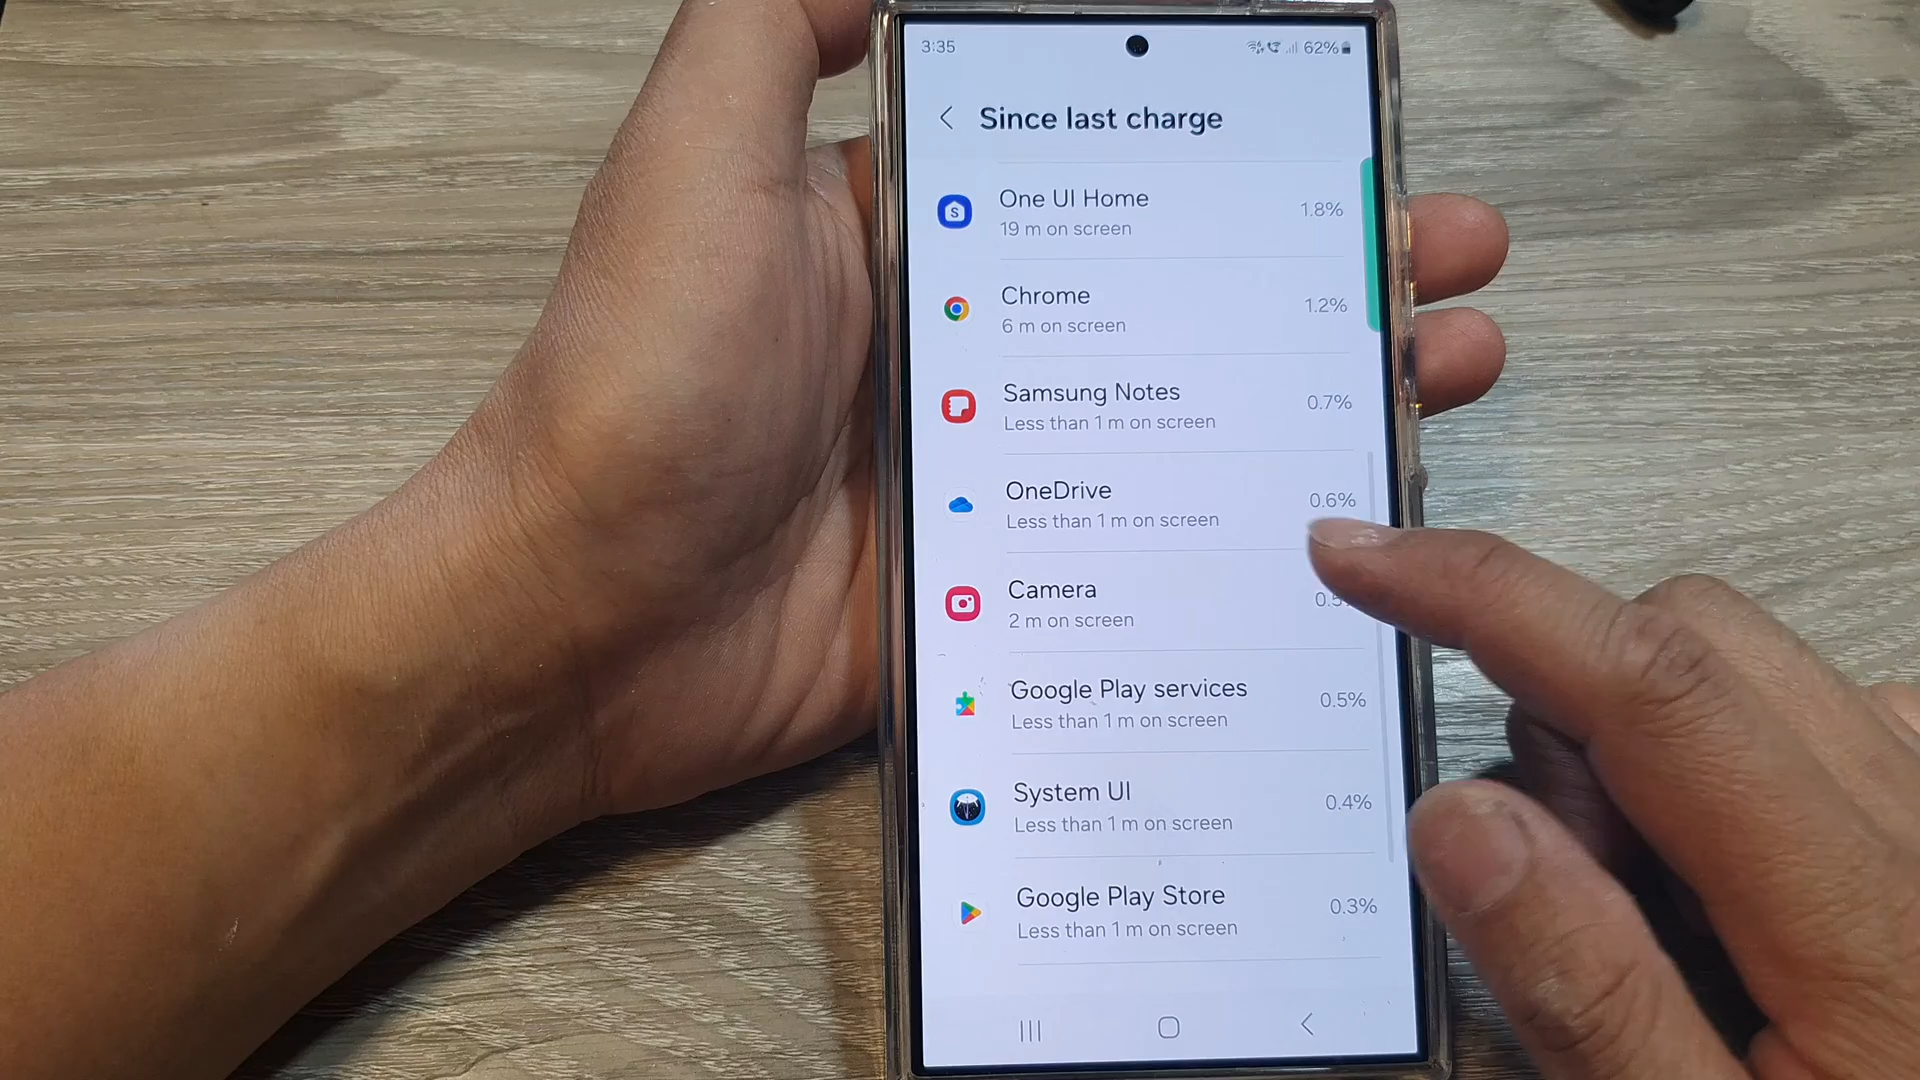 3:35 62%
Since last charge
One UI Home 1.8%
19 m on screen
Chrome 1.2%
6 m on screen
Samsung Notes 0.7%
Less than 1 m on screen
OneDrive 0.6%
Less than 1 m on screen
Camera
2 m on screen
Google Play services 0.5%
Less than 1 m on screen
System UI 0.4%
Less than 1 m on screen
Google Play Store 0.3%
Less than 1 m on screen